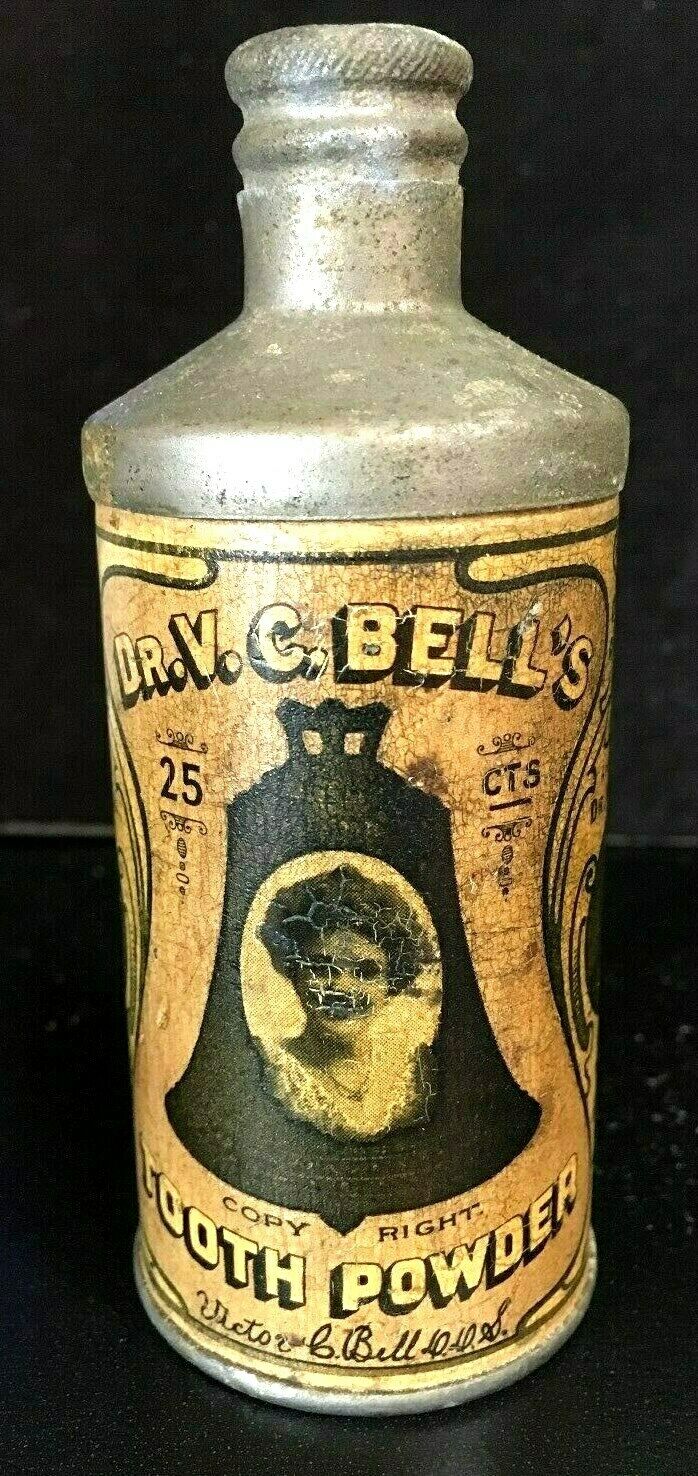 DR. V. C. BELL'S
25 CTS
COPY RIGHT.
TOOTH POWDER
Victor C. Bell D.D.S.